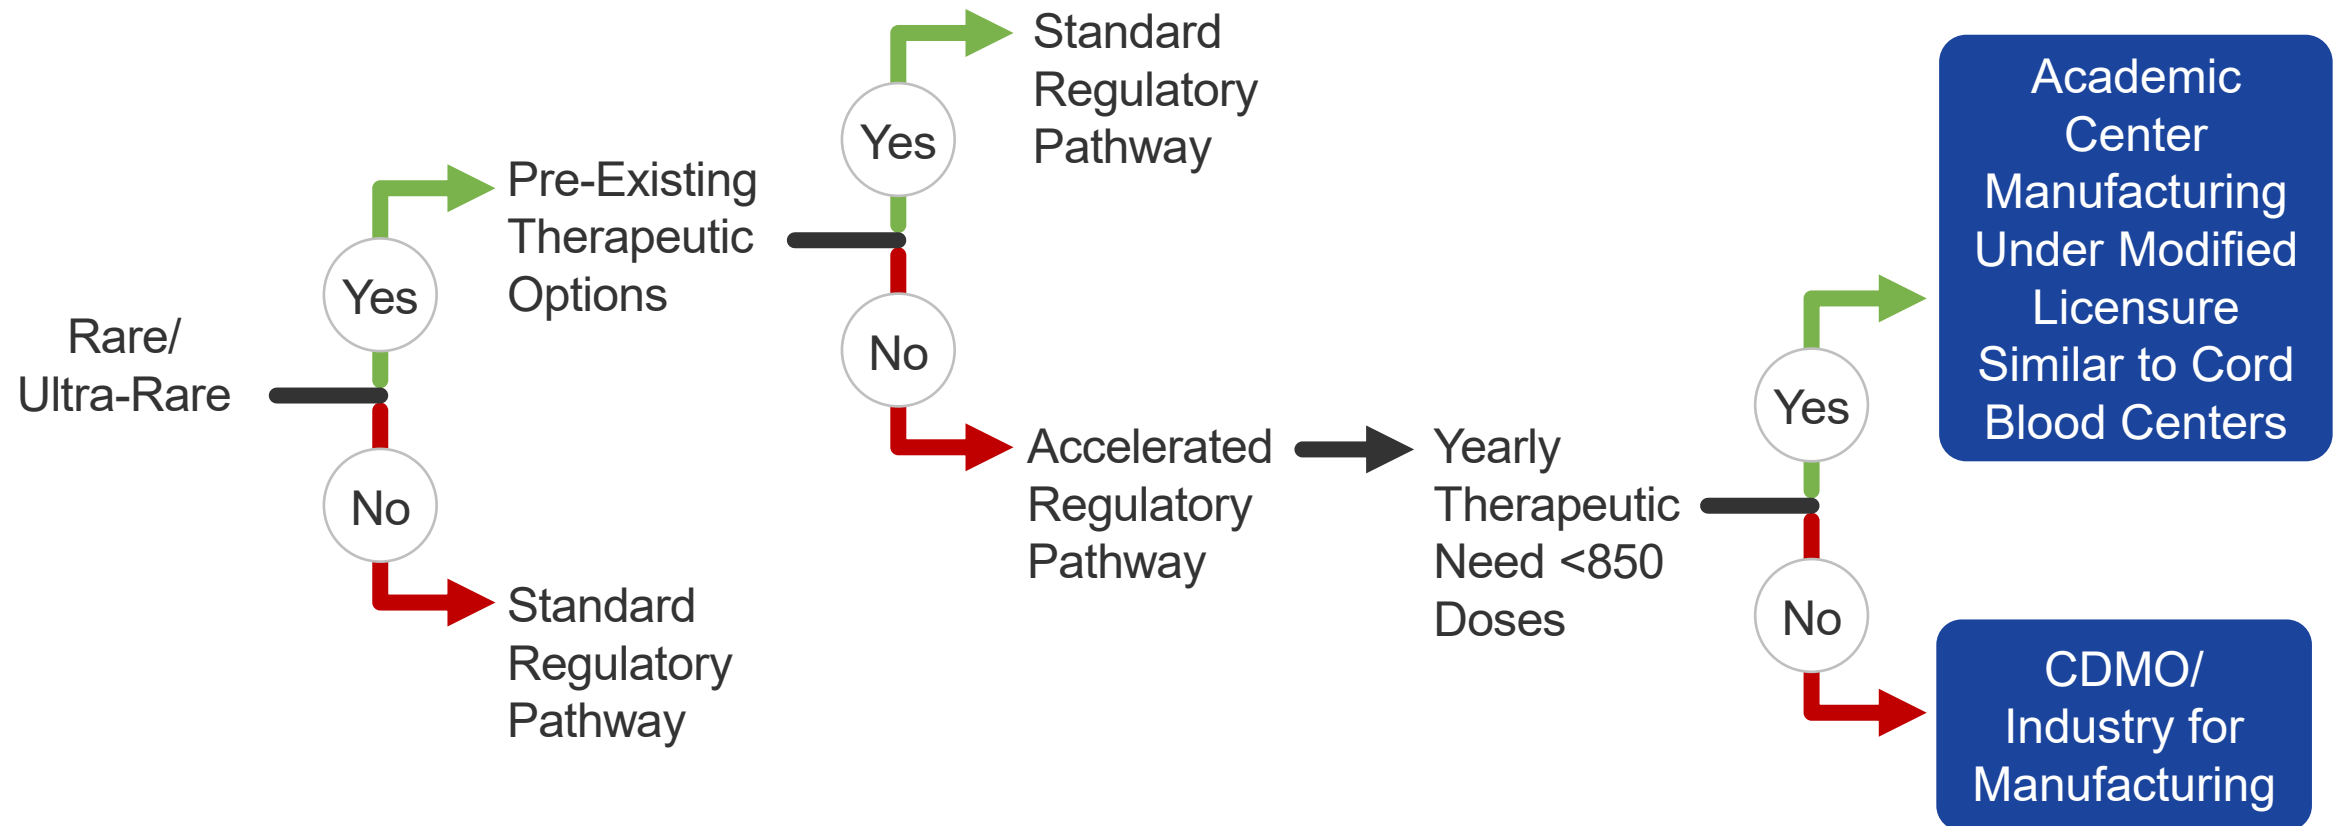 Rare/
Ultra-Rare
Yes
No
Pre-Existing
Therapeutic
Options
Standard
Regulatory
Pathway
Yes
No
Standard
Regulatory
Pathway
Accelerated
Regulatory
Pathway
Yearly
Therapeutic
Need <850
Doses
Yes
No
Academic
Center
Manufacturing
Under Modified
Licensure
Similar to Cord
Blood Centers
CDMO/
Industry for
Manufacturing